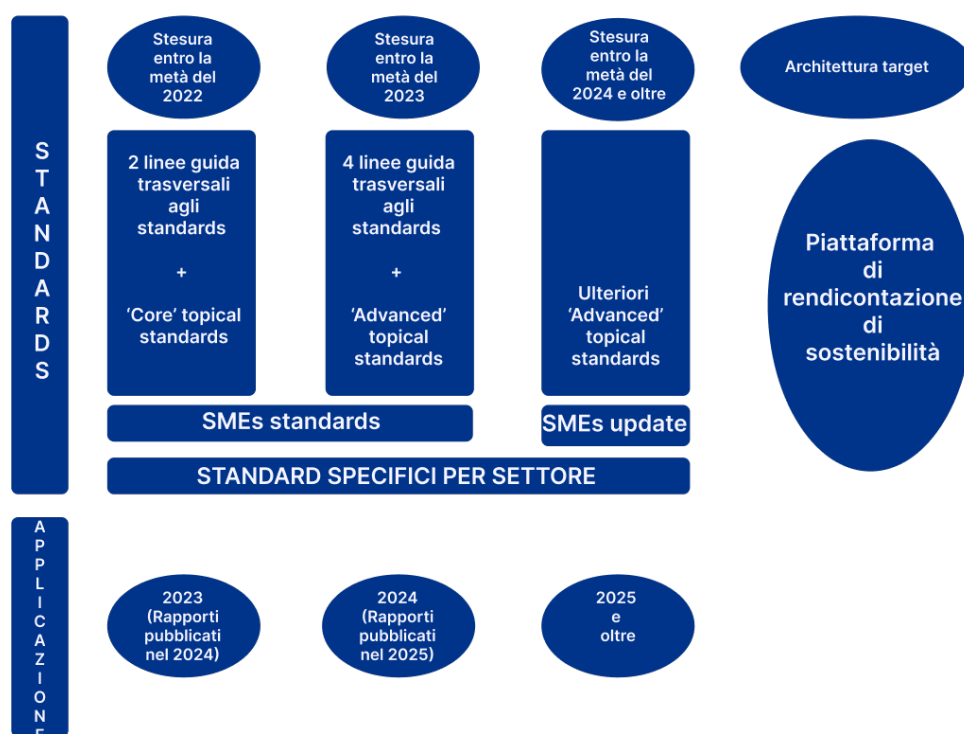 STANDARDS
Stesura
entro la
metà del
2022
Stesura
entro la
metà del
2023
Stesura
entro la
metà del
2024 e oltre
Architettura target
2 linee guida
trasversali
agli
standards
+
‘Core’ topical
standards
4 linee guida
trasversali
agli
standards
+
‘Advanced’
topical
standards
Ulteriori
‘Advanced’
topical
standards
Piattaforma
di
rendicontazione
di
sostenibilità
SMEs standards
SMEs update
STANDARD SPECIFICI PER SETTORE
APPLICAZIONE
2023
(Rapporti
pubblicati
nel 2024)
2024
(Rapporti
pubblicati
nel 2025)
2025
e
oltre